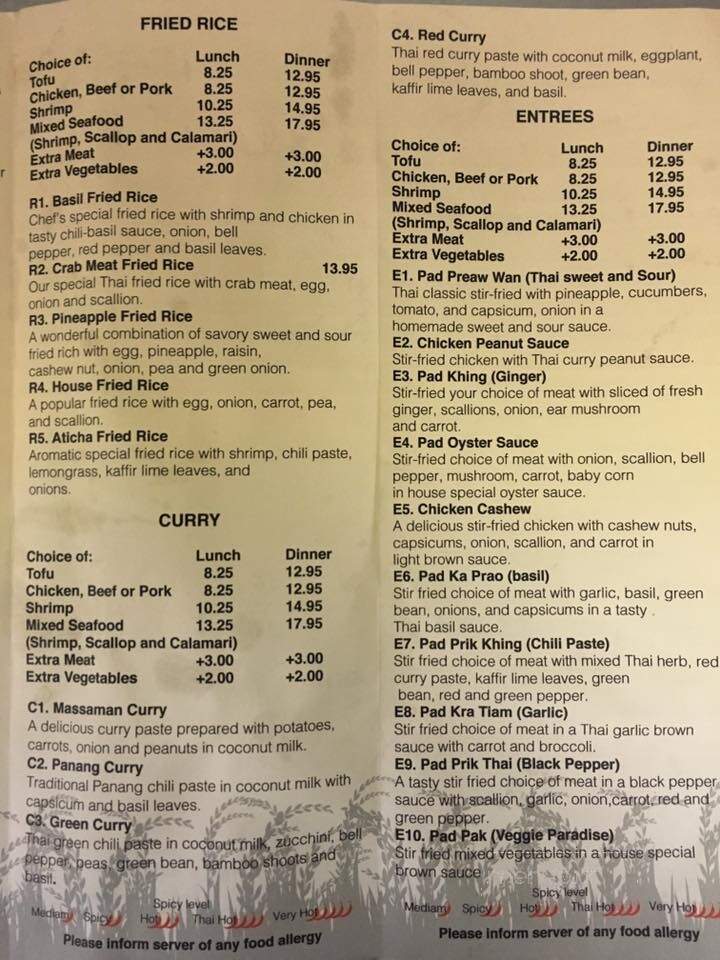 FRIED RICE
Choice of: Lunch Dinner
Tofu 8.25 12.95
Chicken, Beef or Pork 8.25 12.95
Shrimp 10.25 14.95
Mixed Seafood 13.25 17.95
(Shrimp, Scallop and Calamari)
Extra Meat +3.00 +3.00
Extra Vegetables +2.00 +2.00
R1. Basil Fried Rice
Chef's special fried rice with shrimp and chicken in
tasty chili-basil sauce, onion, bell
pepper, red pepper and basil leaves.
R2. Crab Meat Fried Rice 13.95
Our special Thai fried rice with crab meat, egg,
onion and scallion.
R3. Pineapple Fried Rice
A wonderful combination of savory sweet and sour
fried rich with egg, pineapple, raisin,
cashew nut, onion, pea and green onion.
R4. House Fried Rice
A popular fried rice with egg, onion, carrot, pea,
and scallion.
R5. Aticha Fried Rice
Aromatic special fried rice with shrimp, chili paste,
lemongrass, kaffir lime leaves, and
onions.
CURRY
Choice of: Lunch Dinner
Tofu 8.25 12.95
Chicken, Beef or Pork 8.25 12.95
Shrimp 10.25 14.95
Mixed Seafood 13.25 17.95
(Shrimp, Scallop and Calamari)
Extra Meat +3.00 +3.00
Extra Vegetables +2.00 +2.00
C1. Massaman Curry
A delicious curry paste prepared with potatoes,
carrots, onion and peanuts in coconut milk.
C2. Panang Curry
Traditional Panang chili paste in coconut milk with
capsicum and basil leaves.
C3. Green Curry
Thai green chili paste in coconut milk, zucchini, bell
pepper, peas, green bean, bamboo shoots and
basil.
Spicy level
Mediam Spicy Hot Thai Hot Very Hot
Please inform server of any food allergy
C4. Red Curry
Thai red curry paste with coconut milk, eggplant,
bell pepper, bamboo shoot, green bean,
kaffir lime leaves, and basil.
ENTREES
Choice of: Lunch Dinner
Tofu 8.25 12.95
Chicken, Beef or Pork 8.25 12.95
Shrimp 10.25 14.95
Mixed Seafood 13.25 17.95
(Shrimp, Scallop and Calamari)
Extra Meat +3.00 +3.00
Extra Vegetables +2.00 +2.00
E1. Pad Preaw Wan (Thai sweet and Sour)
Thai classic stir-fried with pineapple, cucumbers,
tomato, and capsicum, onion in a
homemade sweet and sour sauce.
E2. Chicken Peanut Sauce
Stir-fried chicken with Thai curry peanut sauce.
E3. Pad Khing (Ginger)
Stir-fried your choice of meat with sliced of fresh
ginger, scallions, onion, ear mushroom
and carrot.
E4. Pad Oyster Sauce
Stir-fried choice of meat with onion, scallion, bell
pepper, mushroom, carrot, baby corn
in house special oyster sauce.
E5. Chicken Cashew
A delicious stir-fried chicken with cashew nuts,
capsicums, onion, scallion, and carrot in
light brown sauce.
E6. Pad Ka Prao (basil)
Stir fried choice of meat with garlic, basil, green
bean, onions, and capsicums in a tasty
Thai basil sauce.
E7. Pad Prik Khing (Chili Paste)
Stir fried choice of meat with mixed Thai herb, red
curry paste, kaffir lime leaves, green
bean, red and green pepper.
E8. Pad Kra Tiam (Garlic)
Stir fried choice of meat in a Thai garlic brown
sauce with carrot and broccoli.
E9. Pad Prik Thai (Black Pepper)
A tasty stir fried choice of meat in a black pepper
sauce with scallion, garlic, onion,carrot, red and
green pepper.
E10. Pad Pak (Veggie Paradise)
Stir fried mixed vegetables in a house special
brown sauce
Spicy level
Mediam Spicy Hot Thai Hot Very Hot
Please inform server of any food allergy